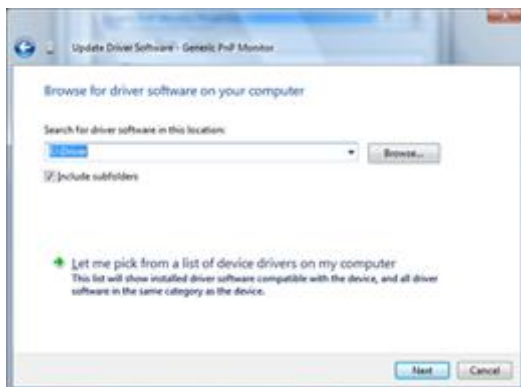 Update Driver Software - Generic PnP Monitor
Browse for driver software on your computer
Search for driver software in this location:
Browse...
Include subfolders
Let me pick from a list of device drivers on my computer
This list will show installed driver software compatible with the device, and all driver
software in the same category as the device.
Next
Cancel